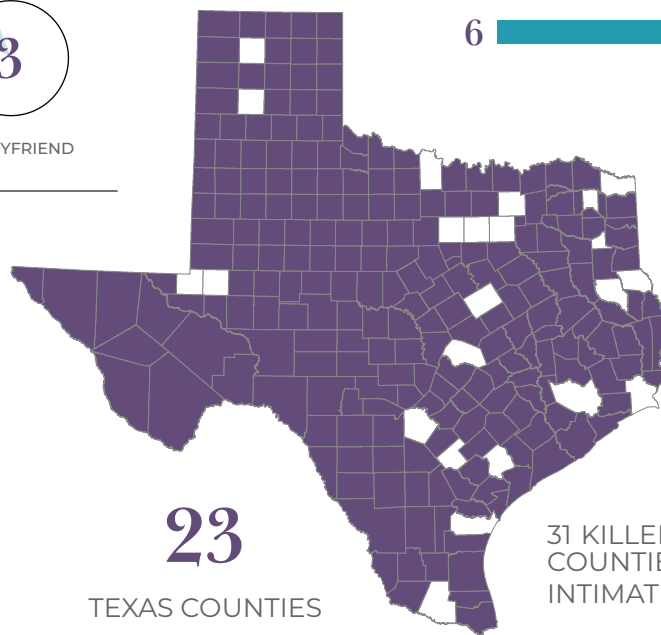 3
6
YFRIEND
23
TEXAS COUNTIES
31 KILLE
COUNTIE
INTIMAT